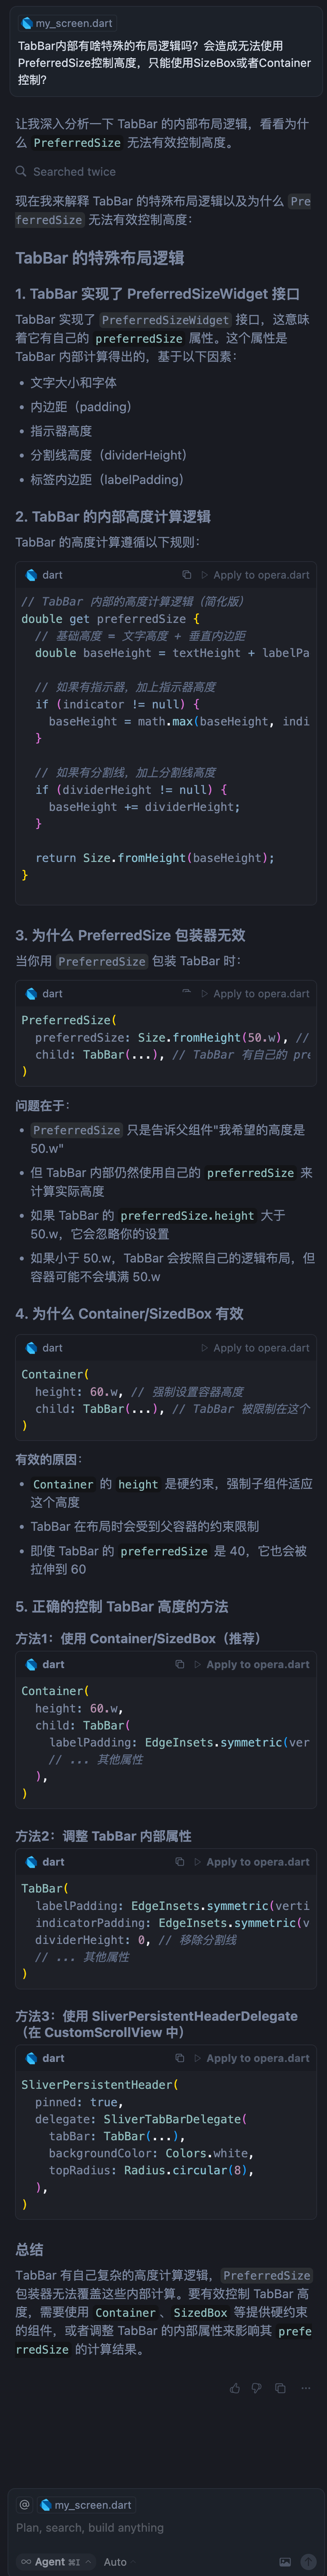 my_screen.dart
TabBar内部有啥特殊的布局逻辑吗？会造成无法使用
PreferredSize控制高度，只能使用SizeBox或者Container
控制？
让我深入分析一下 TabBar 的内部布局逻辑，看看为什
么 PreferredSize 无法有效控制高度。
Searched twice
现在我来解释 TabBar 的特殊布局逻辑以及为什么 Pre
ferredSize 无法有效控制高度：
TabBar 的特殊布局逻辑
1. TabBar 实现了 PreferredSizeWidget 接口
TabBar 实现了 PreferredSizeWidget 接口，这意味
着它有自己的 preferredSize 属性。这个属性是
TabBar 内部计算得出的，基于以下因素：
• 文字大小和字体
• 内边距（padding）
• 指示器高度
• 分割线高度（dividerHeight）
• 标签内边距（labelPadding）
2. TabBar 的内部高度计算逻辑
TabBar 的高度计算遵循以下规则：
dart
Apply to opera.dart
// TabBar 内部的高度计算逻辑（简化版）
double get preferredSize {
// 基础高度 = 文字高度 + 垂直内边距
double baseHeight = textHeight + labelPa
// 如果有指示器，加上指示器高度
if (indicator != null) {
baseHeight = math.max(baseHeight, indi
}
// 如果有分割线，加上分割线高度
if (dividerHeight != null) {
baseHeight += dividerHeight;
}
return Size.fromHeight(baseHeight);
}
3. 为什么 PreferredSize 包装器无效
当你用 PreferredSize 包装 TabBar 时：
dart
Apply to opera.dart
PreferredSize(
preferredSize: Size.fromHeight(50.w), //
child: TabBar(...), // TabBar 有自己的 pre
)
问题在于：
• PreferredSize 只是告诉父组件"我希望的高度是
50.w"
• 但 TabBar 内部仍然使用自己的 preferredSize 来
计算实际高度
• 如果 TabBar 的 preferredSize.height 大于
50.w，它会忽略你的设置
• 如果小于 50.w，TabBar 会按照自己的逻辑布局，但
容器可能不会填满 50.w
4. 为什么 Container/SizedBox 有效
dart
Apply to opera.dart
Container(
height: 60.w, // 强制设置容器高度
child: TabBar(...), // TabBar 被限制在这个
)
有效的原因：
• Container 的 height 是硬约束，强制子组件适应
这个高度
• TabBar 在布局时会受到父容器的约束限制
• 即使 TabBar 的 preferredSize 是 40，它也会被
拉伸到 60
5. 正确的控制 TabBar 高度的方法
方法1：使用 Container/SizedBox（推荐）
dart
Apply to opera.dart
Container(
height: 60.w,
child: TabBar(
labelPadding: EdgeInsets.symmetric(ver
// ... 其他属性
),
)
方法2：调整 TabBar 内部属性
dart
Apply to opera.dart
TabBar(
labelPadding: EdgeInsets.symmetric(verti
indicatorPadding: EdgeInsets.symmetric(v
dividerHeight: 0, // 移除分割线
// ... 其他属性
)
方法3：使用 SliverPersistentHeaderDelegate
（在 CustomScrollView 中）
dart
Apply to opera.dart
SliverPersistentHeader(
pinned: true,
delegate: SliverTabBarDelegate(
tabBar: TabBar(...),
backgroundColor: Colors.white,
topRadius: Radius.circular(8),
),
)
总结
TabBar 有自己复杂的高度计算逻辑，PreferredSize
包装器无法覆盖这些内部计算。要有效控制 TabBar 高
度，需要使用 Container、SizedBox 等提供硬约束
的组件，或者调整 TabBar 的内部属性来影响其 prefe
rredSize 的计算结果。
@ my_screen.dart
Plan, search, build anything
∞ Agent ⌘I Auto